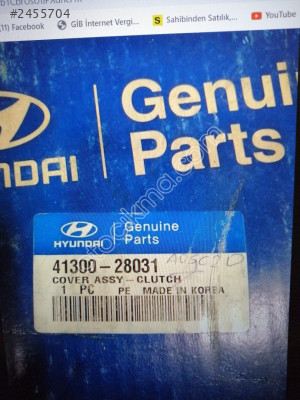 #2455704
(11) Facebook
GİB İnternet Vergi...
S Sahibinden Satılık,...
YouTube
HYUNDAI
Genui
Parts
HYUNDAI
Genuine
Parts
41300-28031
COVER ASSY-CLUTCH
1 PC PE MADE IN KOREA